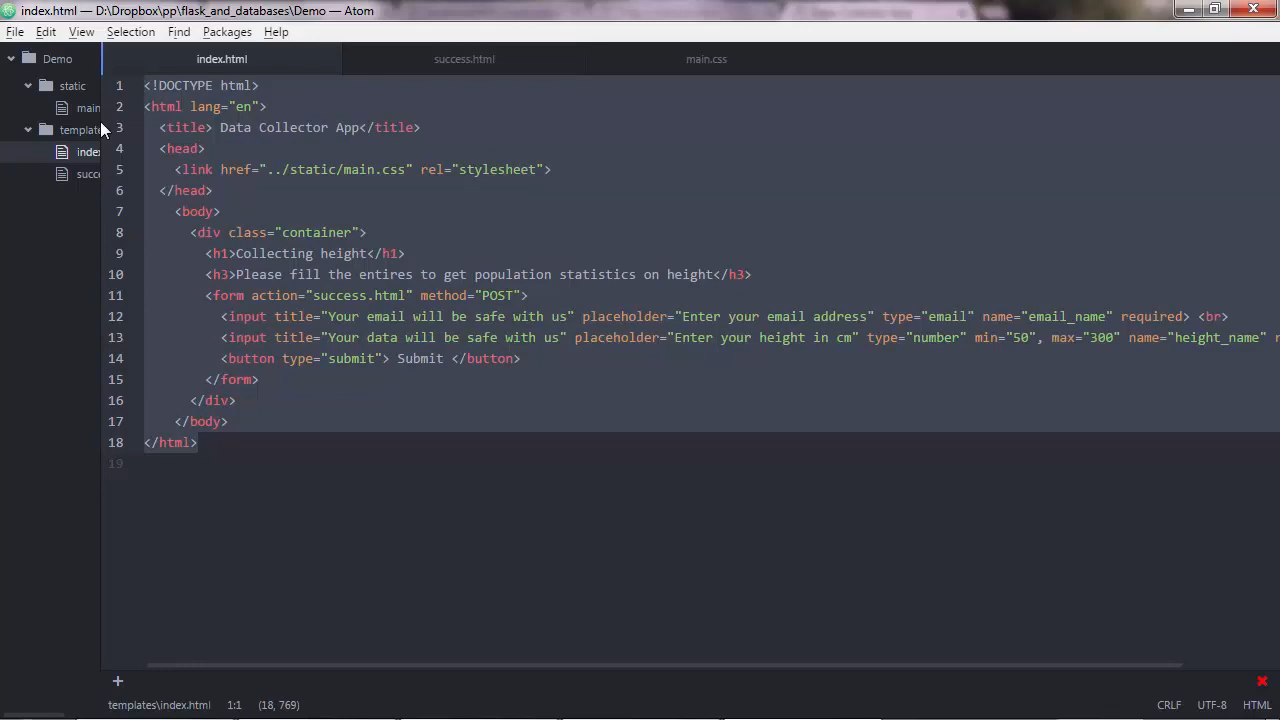 index.html — D:\Dropbox\pp\flask_and_databases\Demo — Atom
File Edit View Selection Find Packages Help
Demo
static
main
templat
index
succ
index.html success.html main.css
1 <!DOCTYPE html>
2 <html lang="en">
3 <title> Data Collector App</title>
4 <head>
5 <link href="../static/main.css" rel="stylesheet">
6 </head>
7 <body>
8 <div class="container">
9 <h1>Collecting height</h1>
10 <h3>Please fill the entires to get population statistics on height</h3>
11 <form action="success.html" method="POST">
12 <input title="Your email will be safe with us" placeholder="Enter your email address" type="email" name="email_name" required> <br>
13 <input title="Your data will be safe with us" placeholder="Enter your height in cm" type="number" min="50", max="300" name="height_name"
14 <button type="submit"> Submit </button>
15 </form>
16 </div>
17 </body>
18 </html>
19
templates\index.html 1:1 (18, 769) CRLF UTF-8 HTML